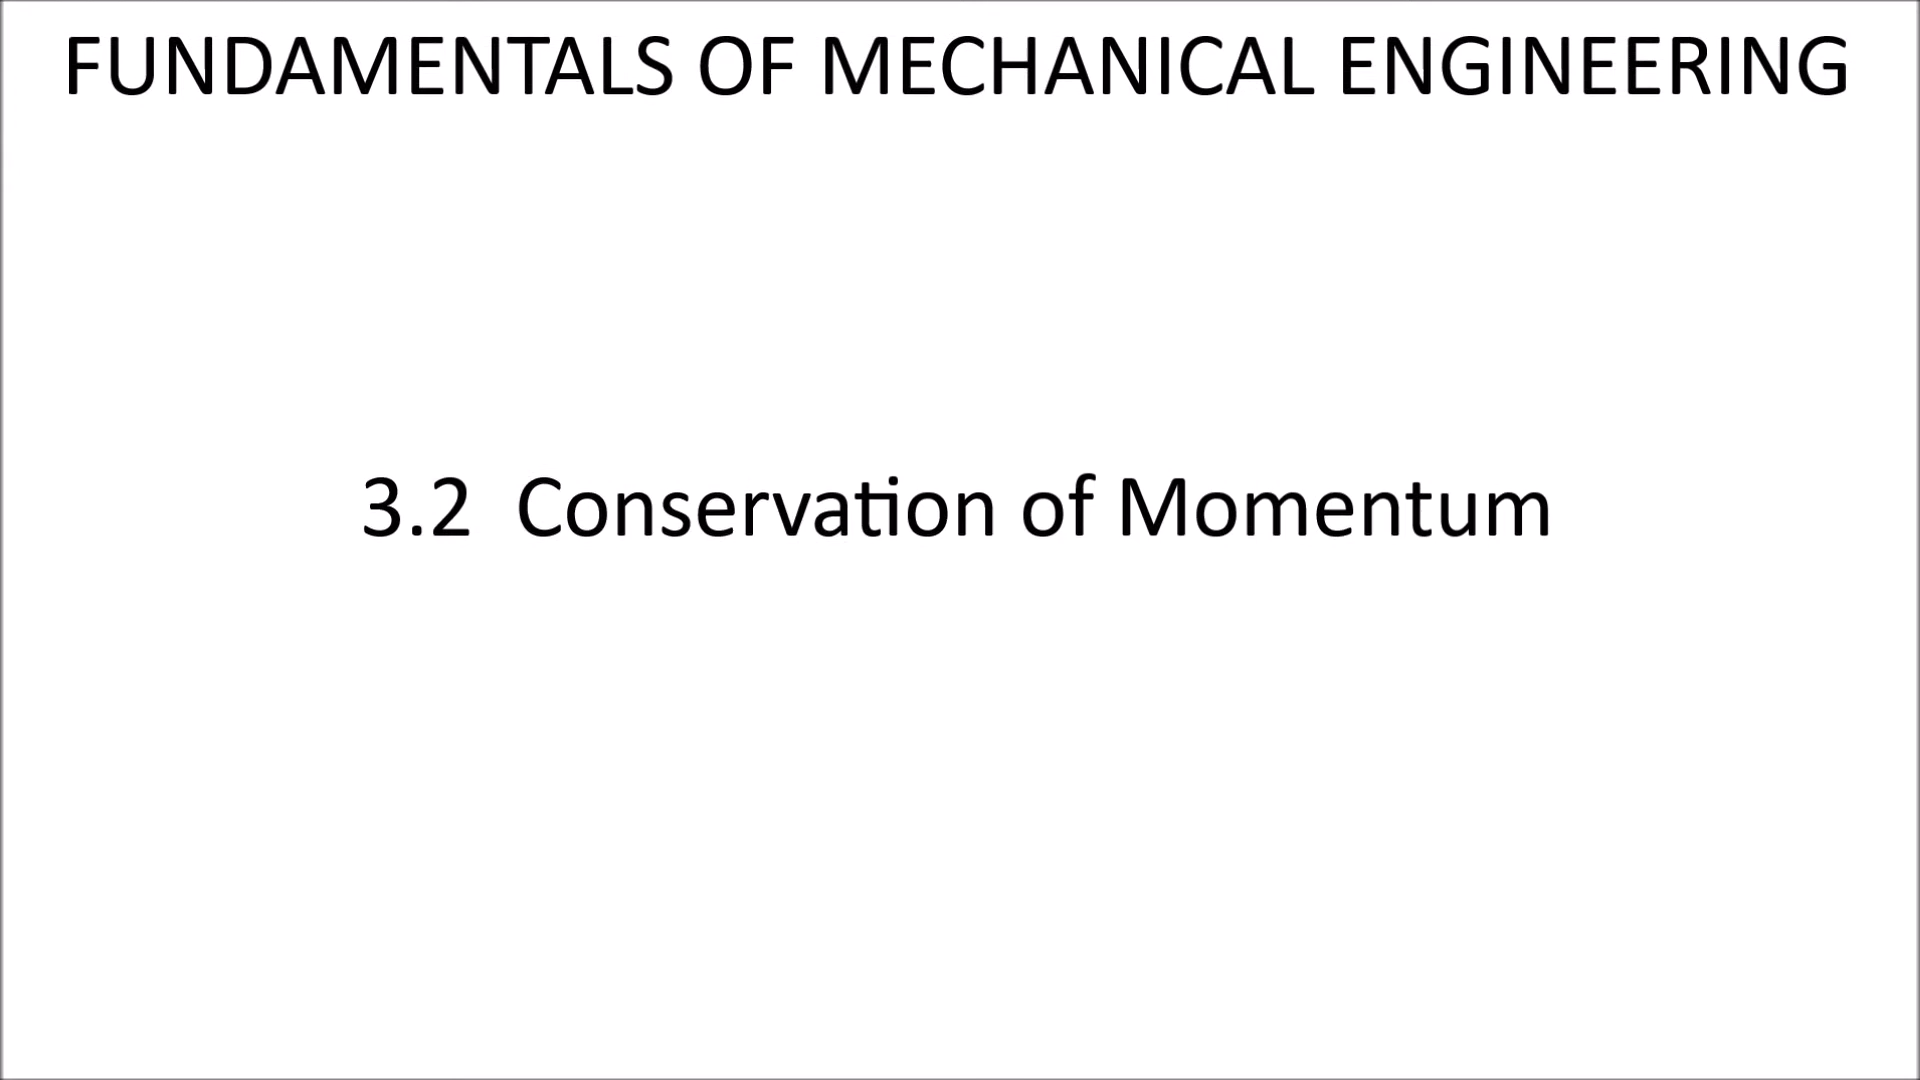 FUNDAMENTALS OF MECHANICAL ENGINEERING
3.2 Conservation of Momentum